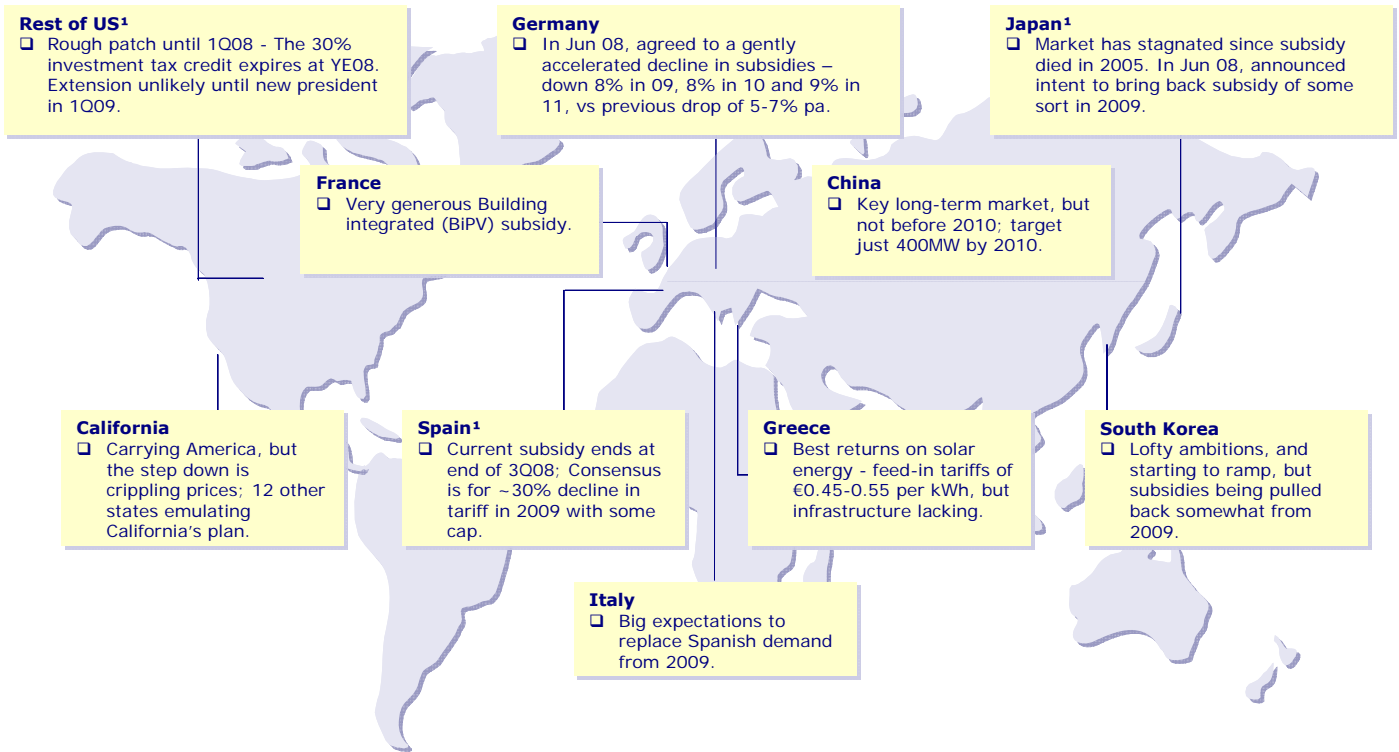 Rest of US¹
❑ Rough patch until 1Q08 - The 30%
investment tax credit expires at YE08.
Extension unlikely until new president
in 1Q09.
Germany
❑ In Jun 08, agreed to a gently
accelerated decline in subsidies –
down 8% in 09, 8% in 10 and 9% in
11, vs previous drop of 5-7% pa.
Japan¹
❑ Market has stagnated since subsidy
died in 2005. In Jun 08, announced
intent to bring back subsidy of some
sort in 2009.
France
❑ Very generous Building
integrated (BiPV) subsidy.
China
❑ Key long-term market, but
not before 2010; target
just 400MW by 2010.
California
❑ Carrying America, but
the step down is
crippling prices; 12 other
states emulating
California's plan.
Spain¹
❑ Current subsidy ends at
end of 3Q08; Consensus
is for ~30% decline in
tariff in 2009 with some
cap.
Greece
❑ Best returns on solar
energy - feed-in tariffs of
€0.45-0.55 per kWh, but
infrastructure lacking.
South Korea
❑ Lofty ambitions, and
starting to ramp, but
subsidies being pulled
back somewhat from
2009.
Italy
❑ Big expectations to
replace Spanish demand
from 2009.